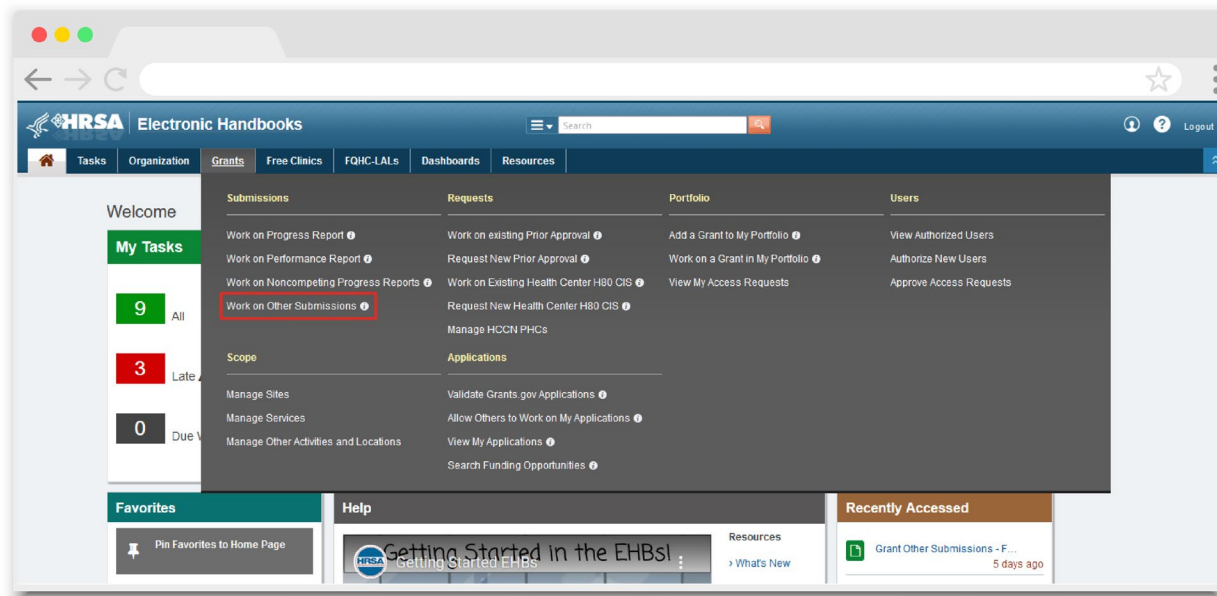 HRSA Electronic Handbooks
Search
Logout
Tasks Organization Grants Free Clinics FQHC-LALs Dashboards Resources
Welcome
My Tasks
9 All
3 Late
0 Due
Submissions
Work on Progress Report
Work on Performance Report
Work on Noncompeting Progress Reports
Work on Other Submissions
Requests
Work on existing Prior Approval
Request New Prior Approval
Work on Existing Health Center H80 CIS
Request New Health Center H80 CIS
Manage HCCN PHCs
Portfolio
Add a Grant to My Portfolio
Work on a Grant in My Portfolio
View My Access Requests
Users
View Authorized Users
Authorize New Users
Approve Access Requests
Scope
Manage Sites
Manage Services
Manage Other Activities and Locations
Applications
Validate Grants.gov Applications
Allow Others to Work on My Applications
View My Applications
Search Funding Opportunities
Favorites
Pin Favorites to Home Page
Help
Getting Started in the EHBs!
HRSA Getting Started EHBs
Resources
› What's New
Recently Accessed
Grant Other Submissions - F...
5 days ago